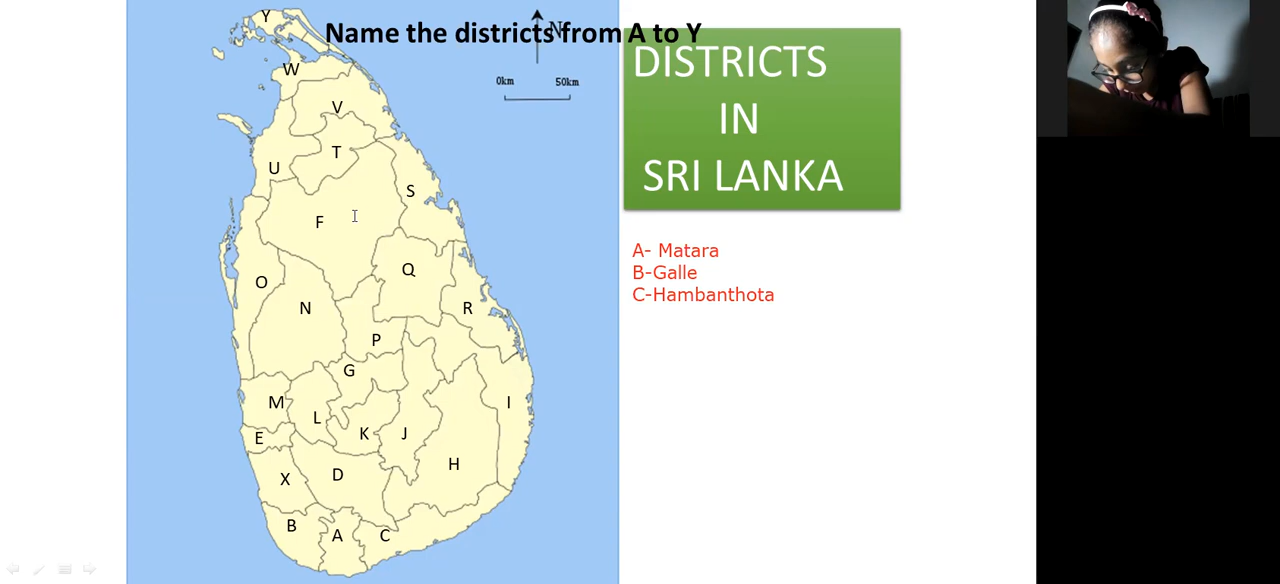 Name the districts from A to Y
N
0km 50km
DISTRICTS
IN
SRI LANKA
A- Matara
B-Galle
C-Hambanthota
Y
W
V
T
U
S
F
Q
O
N
R
P
G
M
I
L
E
K
J
H
X
D
B
A
C